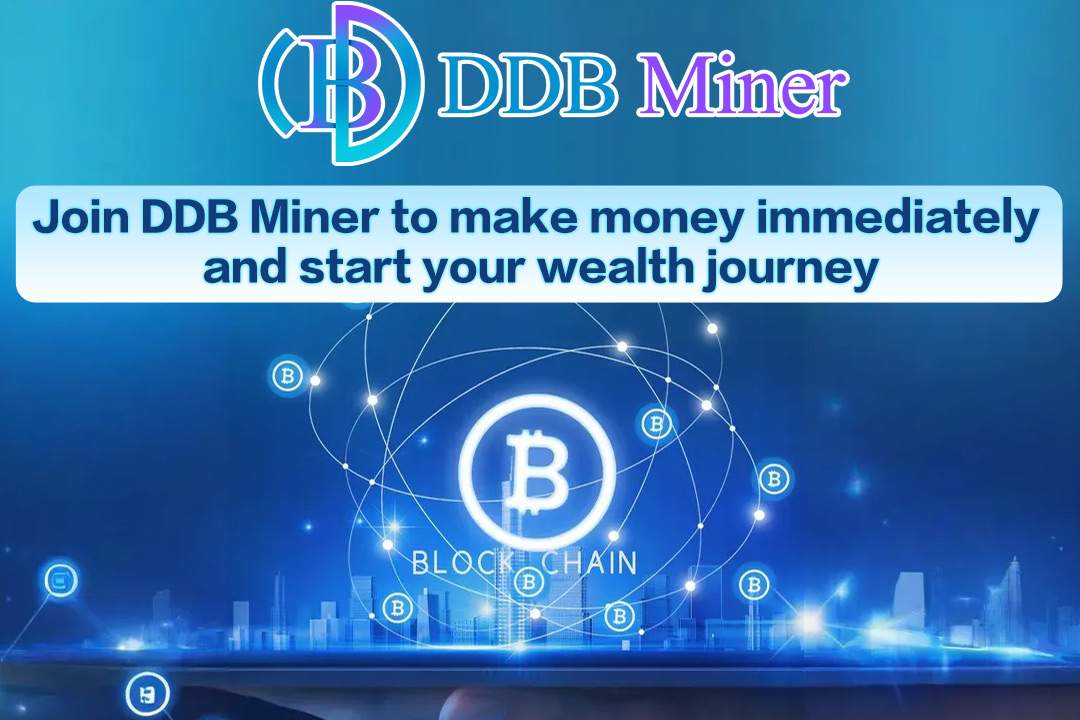 DDB Miner
Join DDB Miner to make money immediately
and start your wealth journey
BLOCK CHAIN